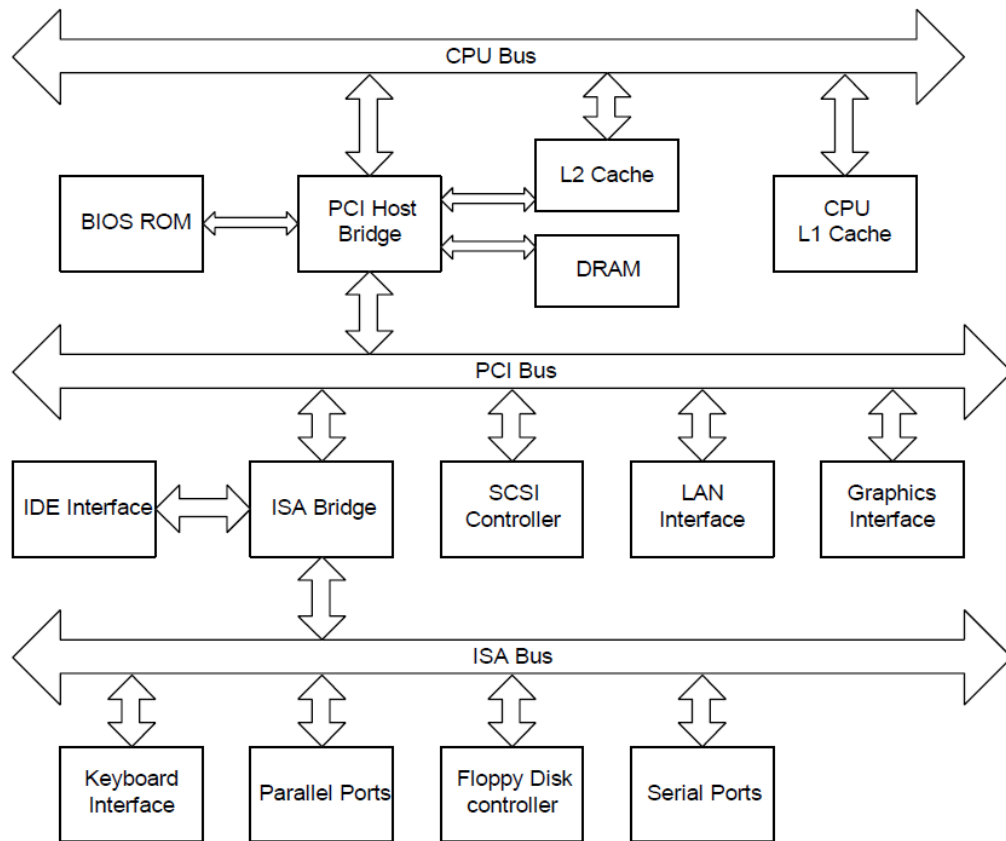 CPU Bus
BIOS ROM
PCI Host
Bridge
L2 Cache
DRAM
CPU
L1 Cache
PCI Bus
IDE Interface
ISA Bridge
SCSI
Controller
LAN
Interface
Graphics
Interface
ISA Bus
Keyboard
Interface
Parallel Ports
Floppy Disk
controller
Serial Ports